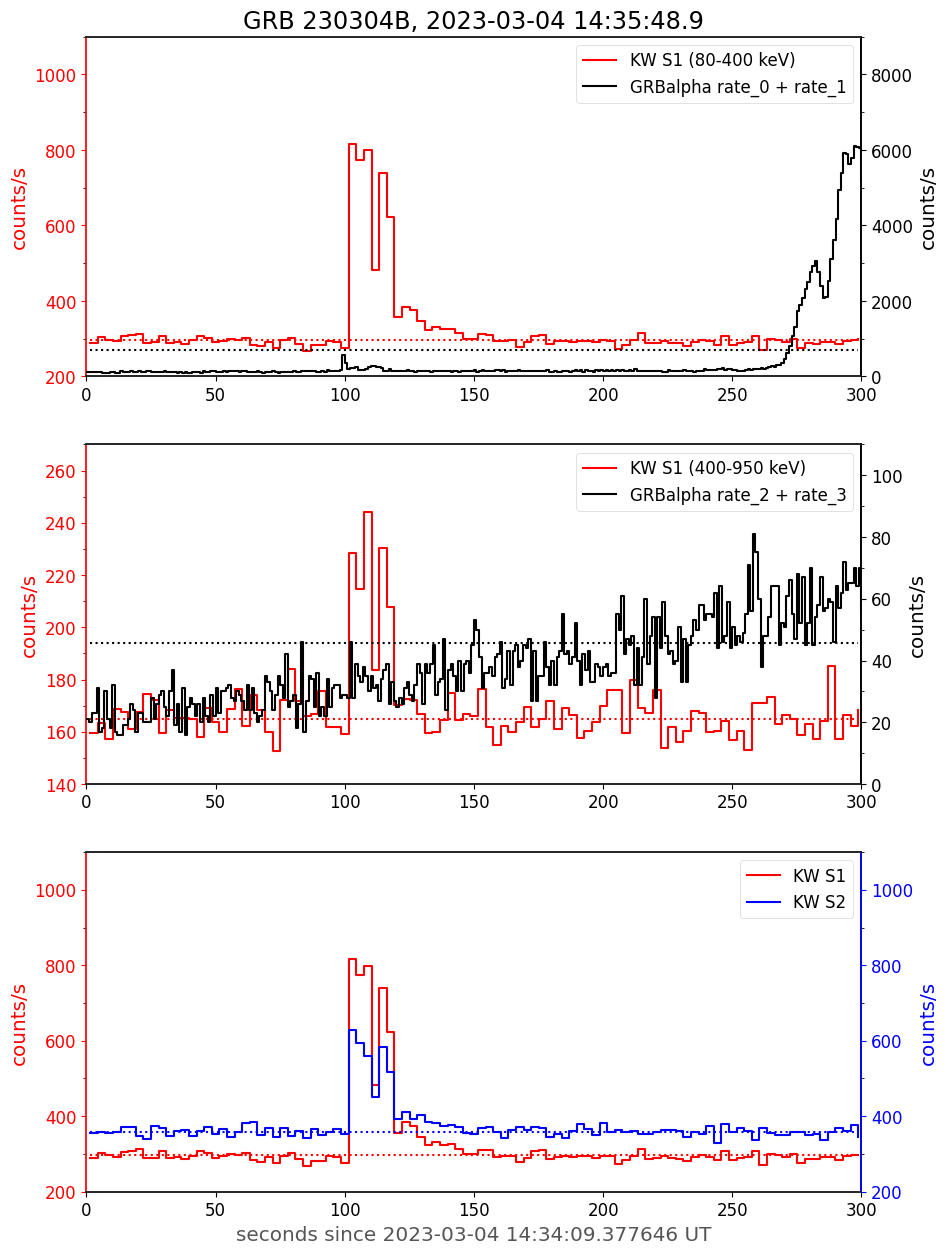 GRB 230304B, 2023-03-04 14:35:48.9
KW S1 (80-400 keV)
GRBalpha rate_0 + rate_1
counts/s
counts/s
1000
800
600
400
200
8000
6000
4000
2000
0
0 50 100 150 200 250 300
KW S1 (400-950 keV)
GRBalpha rate_2 + rate_3
counts/s
counts/s
260
240
220
200
180
160
140
100
80
60
40
20
0
0 50 100 150 200 250 300
KW S1
KW S2
counts/s
counts/s
1000
800
600
400
200
1000
800
600
400
200
0 50 100 150 200 250 300
seconds since 2023-03-04 14:34:09.377646 UT